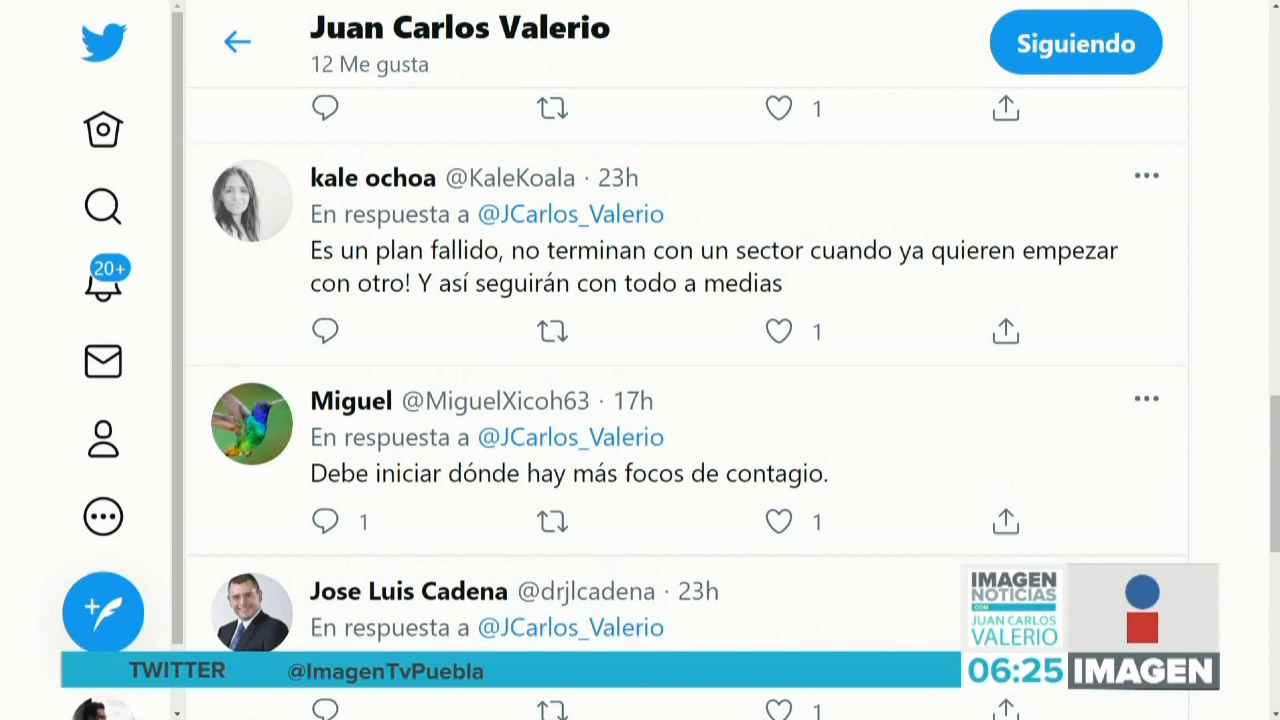 Juan Carlos Valerio
12 Me gusta
Siguiendo
1
kale ochoa @KaleKoala · 23h
En respuesta a @JCarlos_Valerio
Es un plan fallido, no terminan con un sector cuando ya quieren empezar
con otro! Y así seguirán con todo a medias
1
20+
Miguel @MiguelXicoh63 · 17h
En respuesta a @JCarlos_Valerio
Debe iniciar dónde hay más focos de contagio.
1 1
Jose Luis Cadena @drjlcadena · 23h
En respuesta a @JCarlos_Valerio
1
IMAGEN
NOTICIAS
CON
JUAN CARLOS
VALERIO
TWITTER @ImagenTvPuebla
06:25 IMAGEN